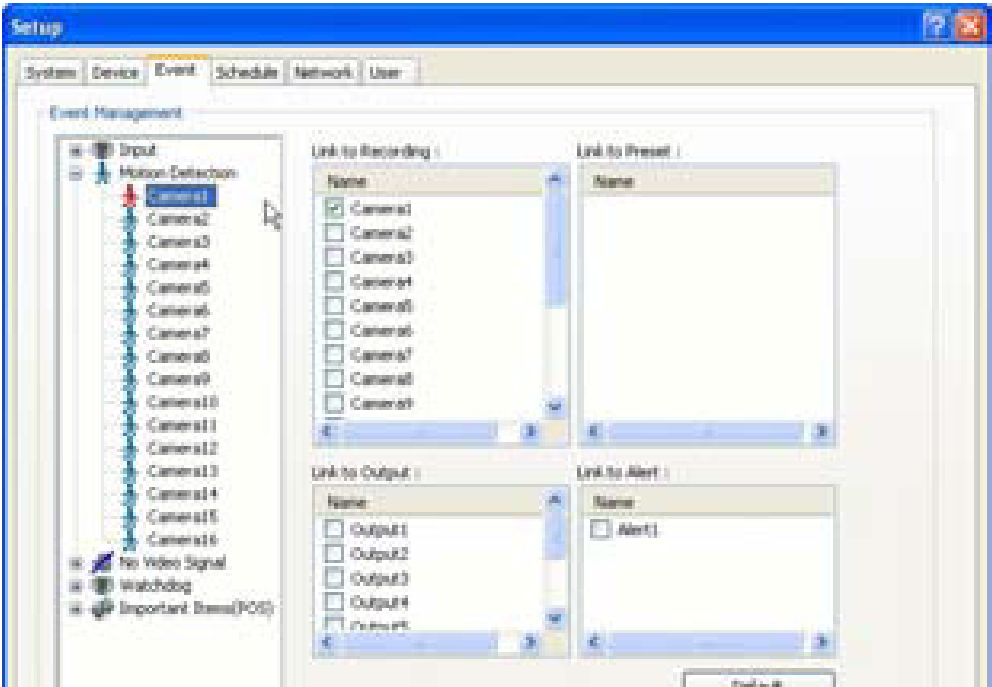 Setup
System Device Event Schedule Network User
Event Management
Input
Motion Detection
Camera1
Camera2
Camera3
Camera4
Camera5
Camera6
Camera7
Camera8
Camera9
Camera10
Camera11
Camera12
Camera13
Camera14
Camera15
Camera16
No Video Signal
Watchdog
Important Items(POS)
Link to Recording :
Name
Camera1
Camera2
Camera3
Camera4
Camera5
Camera6
Camera7
Camera8
Camera9
Link to Preset :
Name
Link to Output :
Name
Output1
Output2
Output3
Output4
Output5
Link to Alert :
Name
Alert1
Default